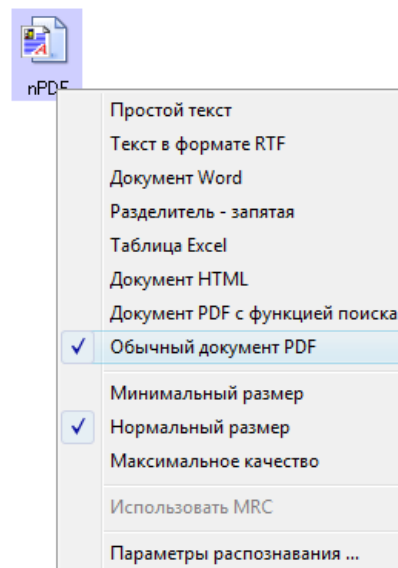 nPDF
Простой текст
Текст в формате RTF
Документ Word
Разделитель - запятая
Таблица Excel
Документ HTML
Документ PDF с функцией поиска
Обычный документ PDF
Минимальный размер
Нормальный размер
Максимальное качество
Использовать MRC
Параметры распознавания ...